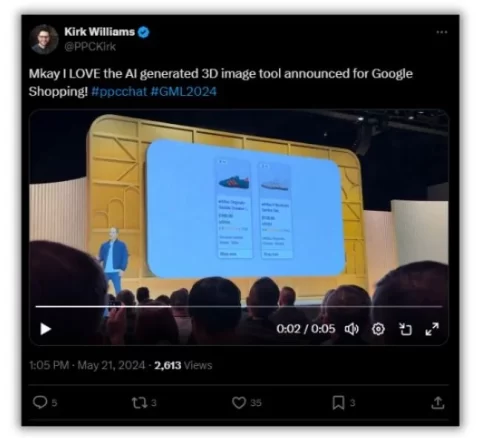 Kirk Williams
@PPCKirk
Mkay I LOVE the AI generated 3D image tool announced for Google
Shopping! #ppcchat #GML2024
0:02 / 0:05
1:05 PM · May 21, 2024 · 2,613 Views
5
3
35
3